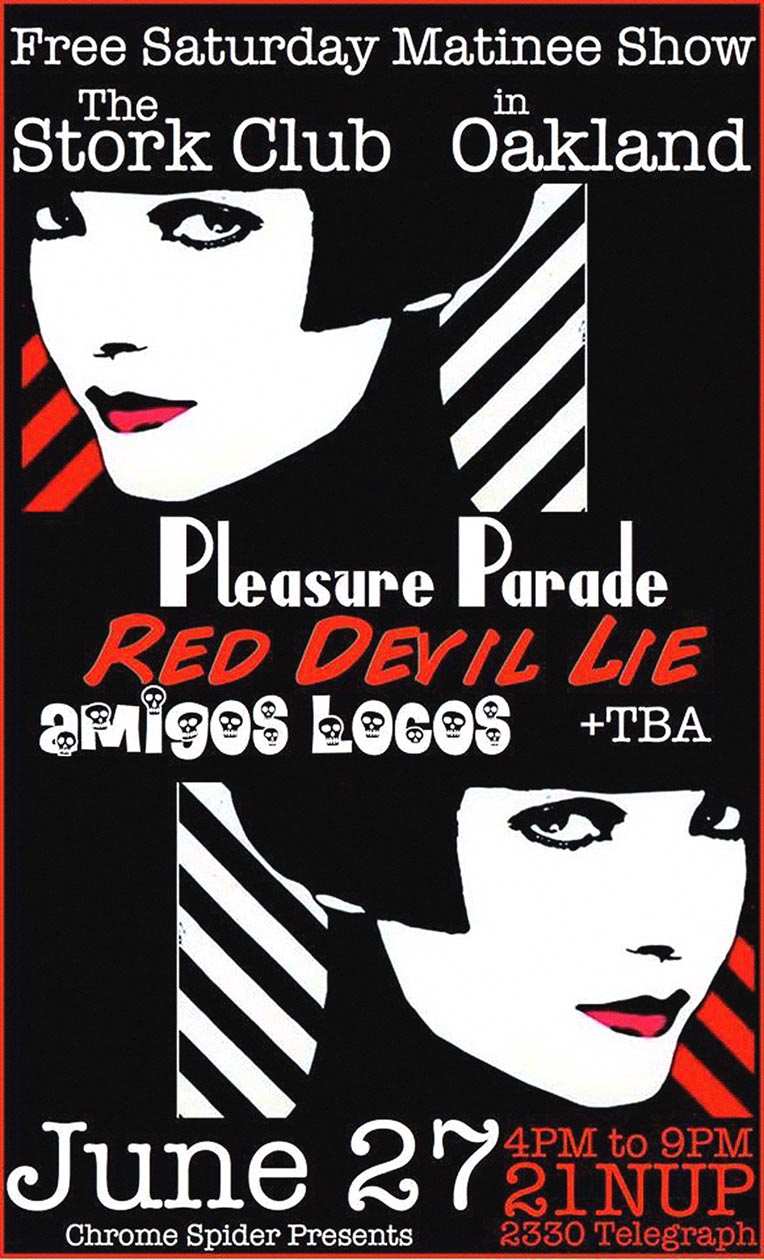 Free Saturday Matinee Show
The Stork Club in Oakland
Pleasure Parade
RED DEVIL LIE
amigos Locos +TBA
June 27
4PM to 9PM
21NUP
2330 Telegraph
Chrome Spider Presents